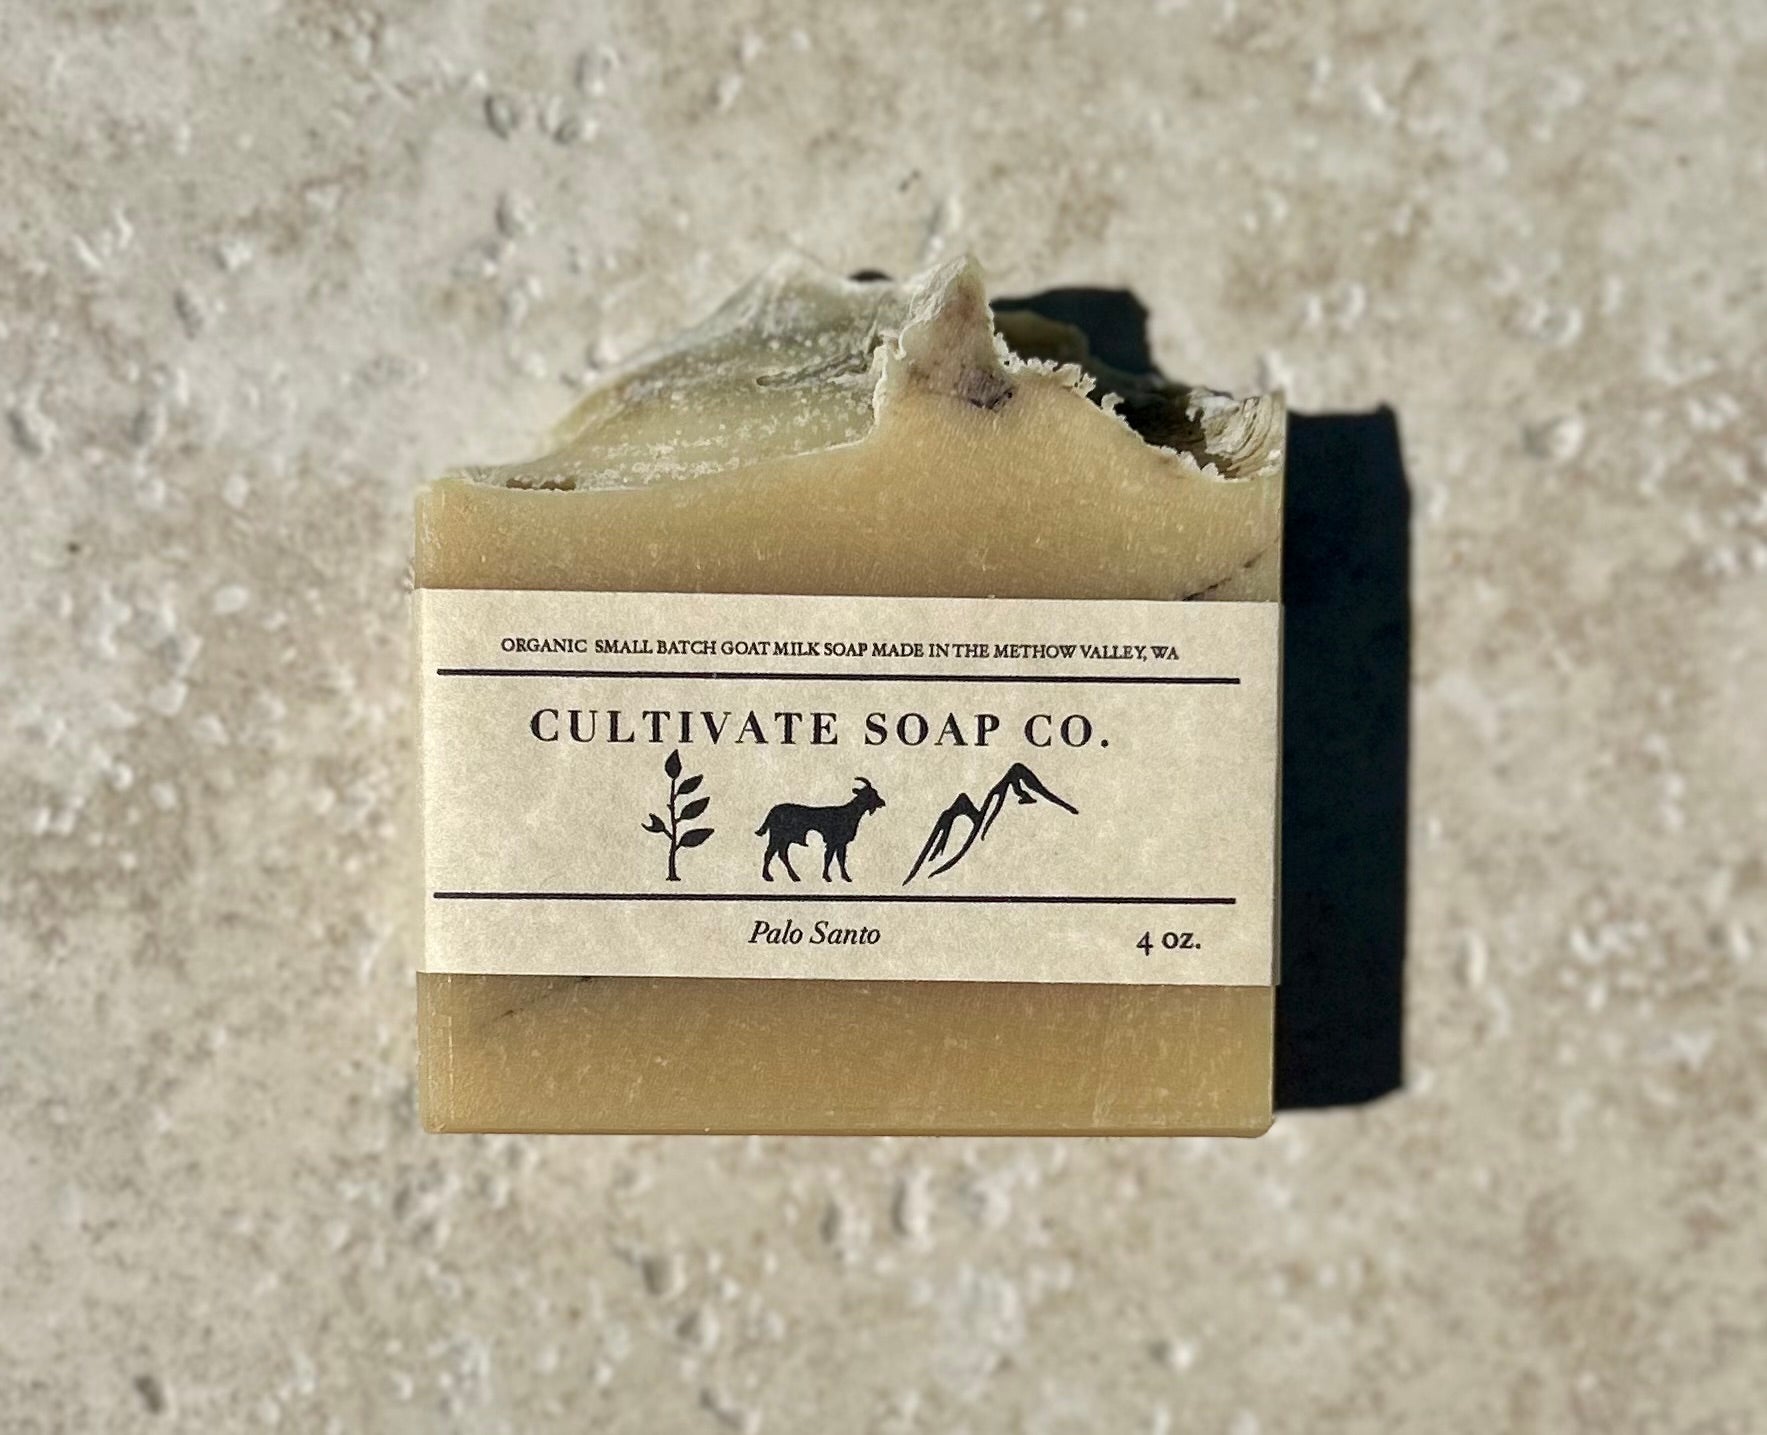 ORGANIC SMALL BATCH GOAT MILK SOAP MADE IN THE METHOW VALLEY, WA
CULTIVATE SOAP CO.
Palo Santo
4 oz.